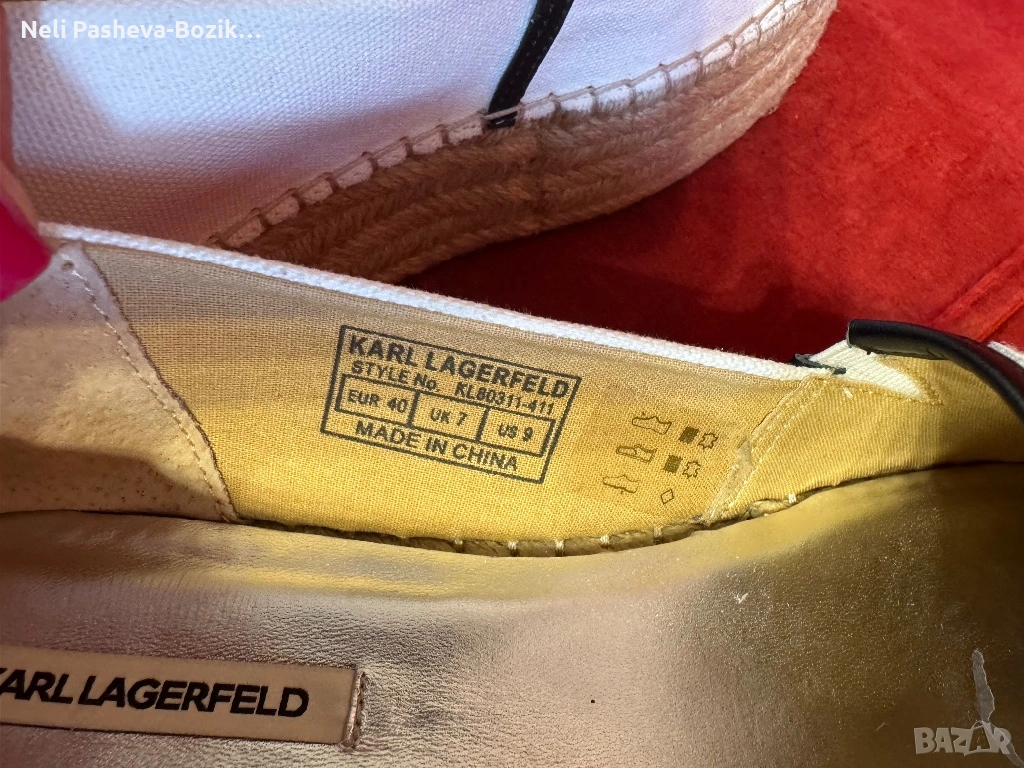 Neli Pasheva-Bozik...
KARL LAGERFELD
STYLE No. KL80311-411
EUR 40 UK 7 US 9
MADE IN CHINA
KARL LAGERFELD
BAZAR